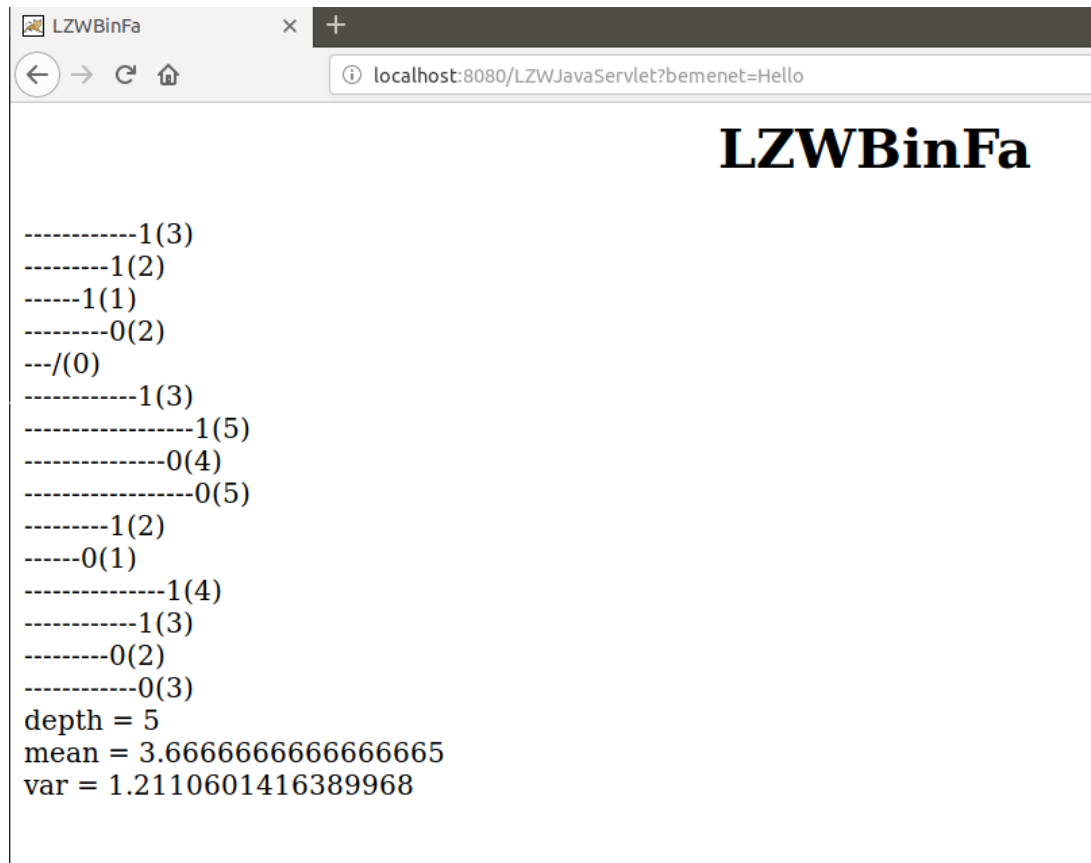 LZWBinFa
localhost:8080/LZWJavaServlet?bemenet=Hello
LZWBinFa
------------1(3)
---------1(2)
------1(1)
---------0(2)
---/(0)
------------1(3)
------------------1(5)
---------------0(4)
------------------0(5)
---------1(2)
------0(1)
---------------1(4)
------------1(3)
---------0(2)
------------0(3)
depth = 5
mean = 3.6666666666666665
var = 1.2110601416389968